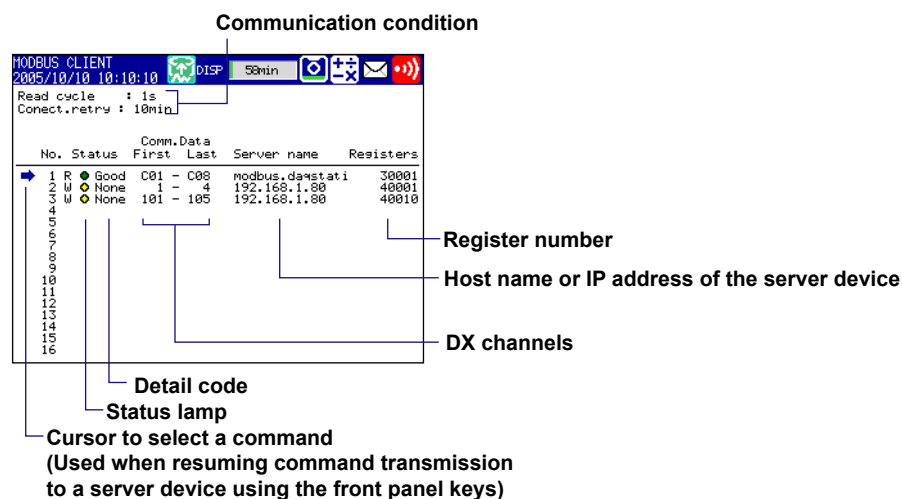 Communication condition
MODBUS CLIENT
2005/10/10 10:10:10 DISP 58min
Read cycle : 1s
Conect.retry : 10min
Comm.Data
No. Status First Last Server name Registers
1 R Good C01 - C08 modbus.daqstati 30001
2 W None 1 - 4 192.168.1.80 40001
3 W None 101 - 105 192.168.1.80 40010
4
5
6
7
8
9
10
11
12
13
14
15
16
Register number
Host name or IP address of the server device
DX channels
Detail code
Status lamp
Cursor to select a command
(Used when resuming command transmission
to a server device using the front panel keys)